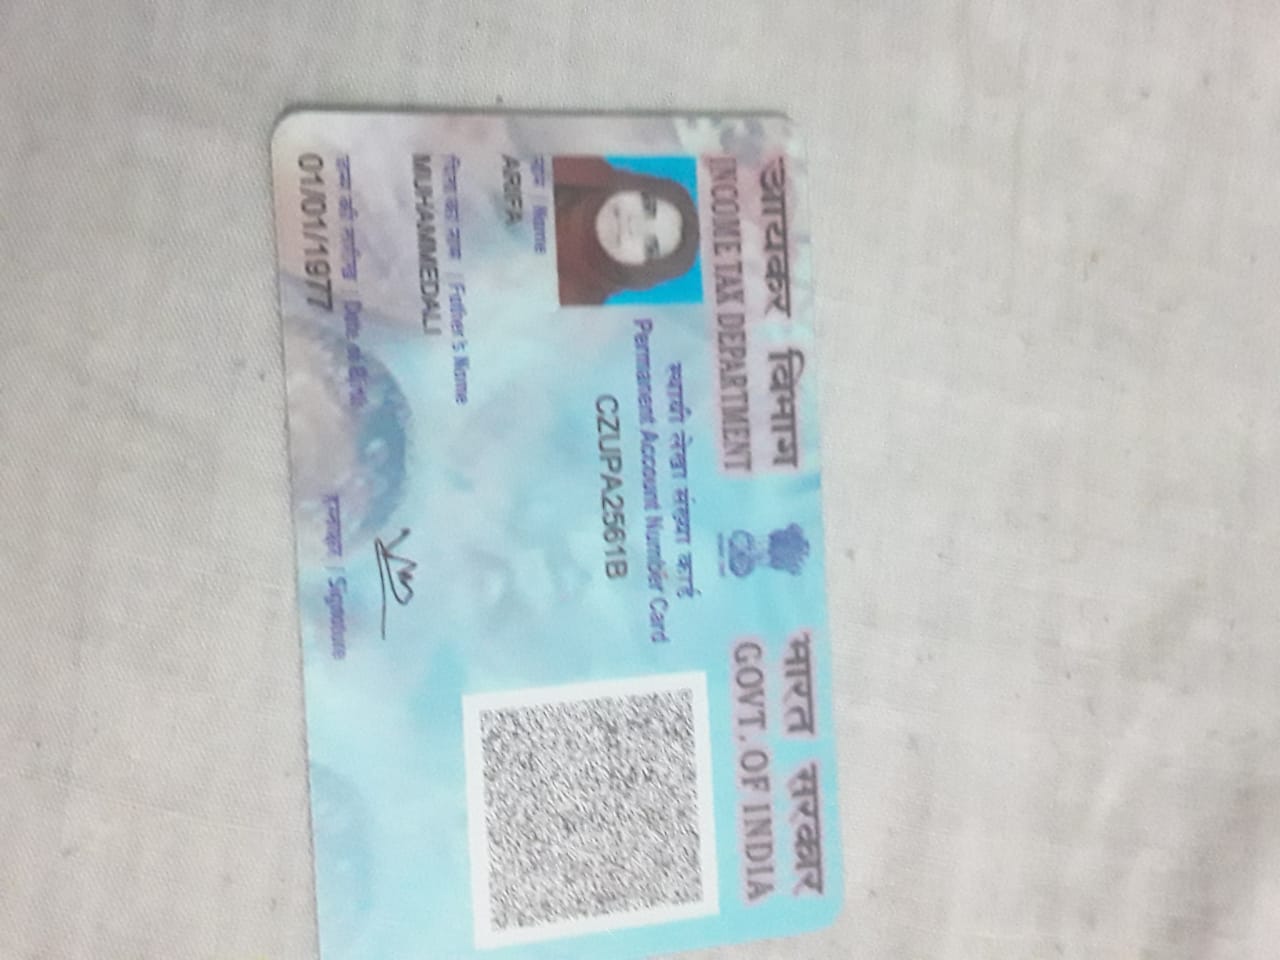 आयकर विभाग
INCOME TAX DEPARTMENT
भारत सरकार
GOVT. OF INDIA
स्थायी लेखा संख्या कार्ड
Permanent Account Number Card
CZUPA2561B
नाम / Name
ARIFA
पिता का नाम / Father's Name
MUHAMMEDALI
जन्म की तारीख / Date of Birth
01/01/1977
हस्ताक्षर / Signature